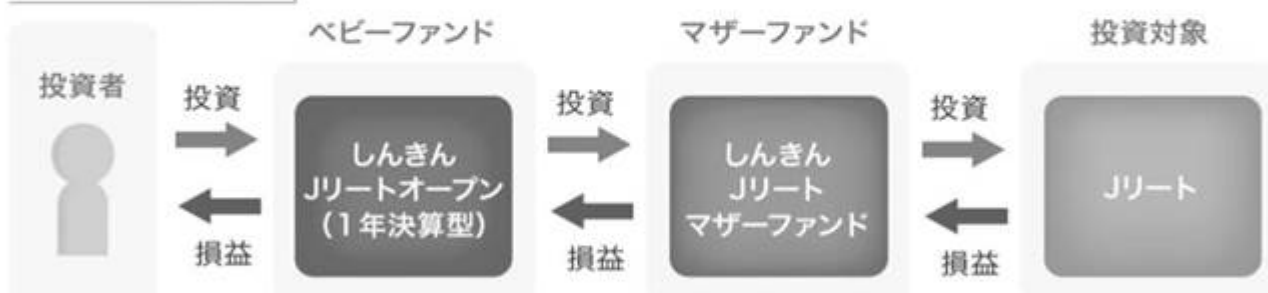 ベビーファンド
マザーファンド
投資対象
投資者
投資
損益
しんきん
Jリートオープン
(1年決算型)
投資
損益
しんきん
Jリート
マザーファンド
投資
損益
Jリート